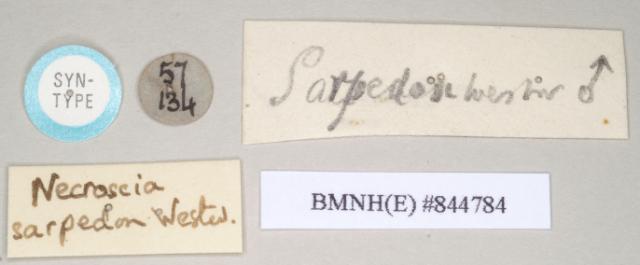 SYN-
TYPE
57
134
Sarpedon Westw ♂
Necroscia
sarpedon Westw.
BMNH(E) #844784